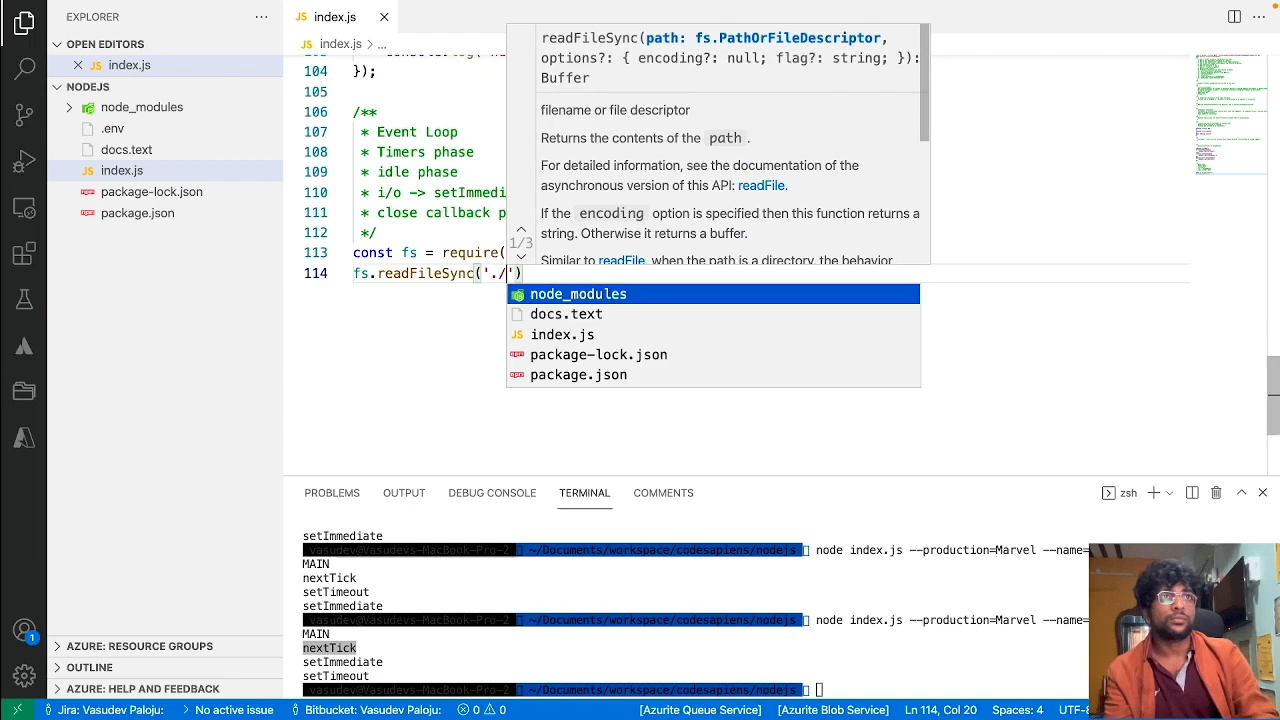 EXPLORER
OPEN EDITORS
JS index.js
NODEJS
node_modules
.env
docs.text
JS index.js
package-lock.json
package.json
AZURE: RESOURCE GROUPS
OUTLINE
AZURE: HELP AND FEEDBACK
1
JS index.js
JS index.js > ...
104 });
105
106 /**
107 * Event Loop
108 * Timers phase
109 * idle phase
110 * i/o -> setImmedi
111 * close callback p
112 */
113 const fs = require(
114 fs.readFileSync('./')
readFileSync(path: fs.PathOrFileDescriptor,
options?: { encoding?: null; flag?: string; }):
Buffer
filename or file descriptor
Returns the contents of the path.
For detailed information, see the documentation of the
asynchronous version of this API: readFile.
If the encoding option is specified then this function returns a
string. Otherwise it returns a buffer.
Similar to readFile, when the path is a directory, the behavior
1/3
node_modules
docs.text
JS index.js
package-lock.json
package.json
PROBLEMS OUTPUT DEBUG CONSOLE TERMINAL COMMENTS
zsh
setImmediate
vasudev@Vasudevs-MacBook-Pro-2 ~/Documents/workspace/codesapiens/nodejs node index.js --production=Marvel --name=
MAIN
nextTick
setTimeout
setImmediate
vasudev@Vasudevs-MacBook-Pro-2 ~/Documents/workspace/codesapiens/nodejs node index.js --production=Marvel --name=
MAIN
nextTick
setImmediate
setTimeout
vasudev@Vasudevs-MacBook-Pro-2 ~/Documents/workspace/codesapiens/nodejs
Jira: Vasudev Paloju: No active issue Bitbucket: Vasudev Paloju: 0 0 [Azurite Queue Service] [Azurite Blob Service] Ln 114, Col 20 Spaces: 4 UTF-8